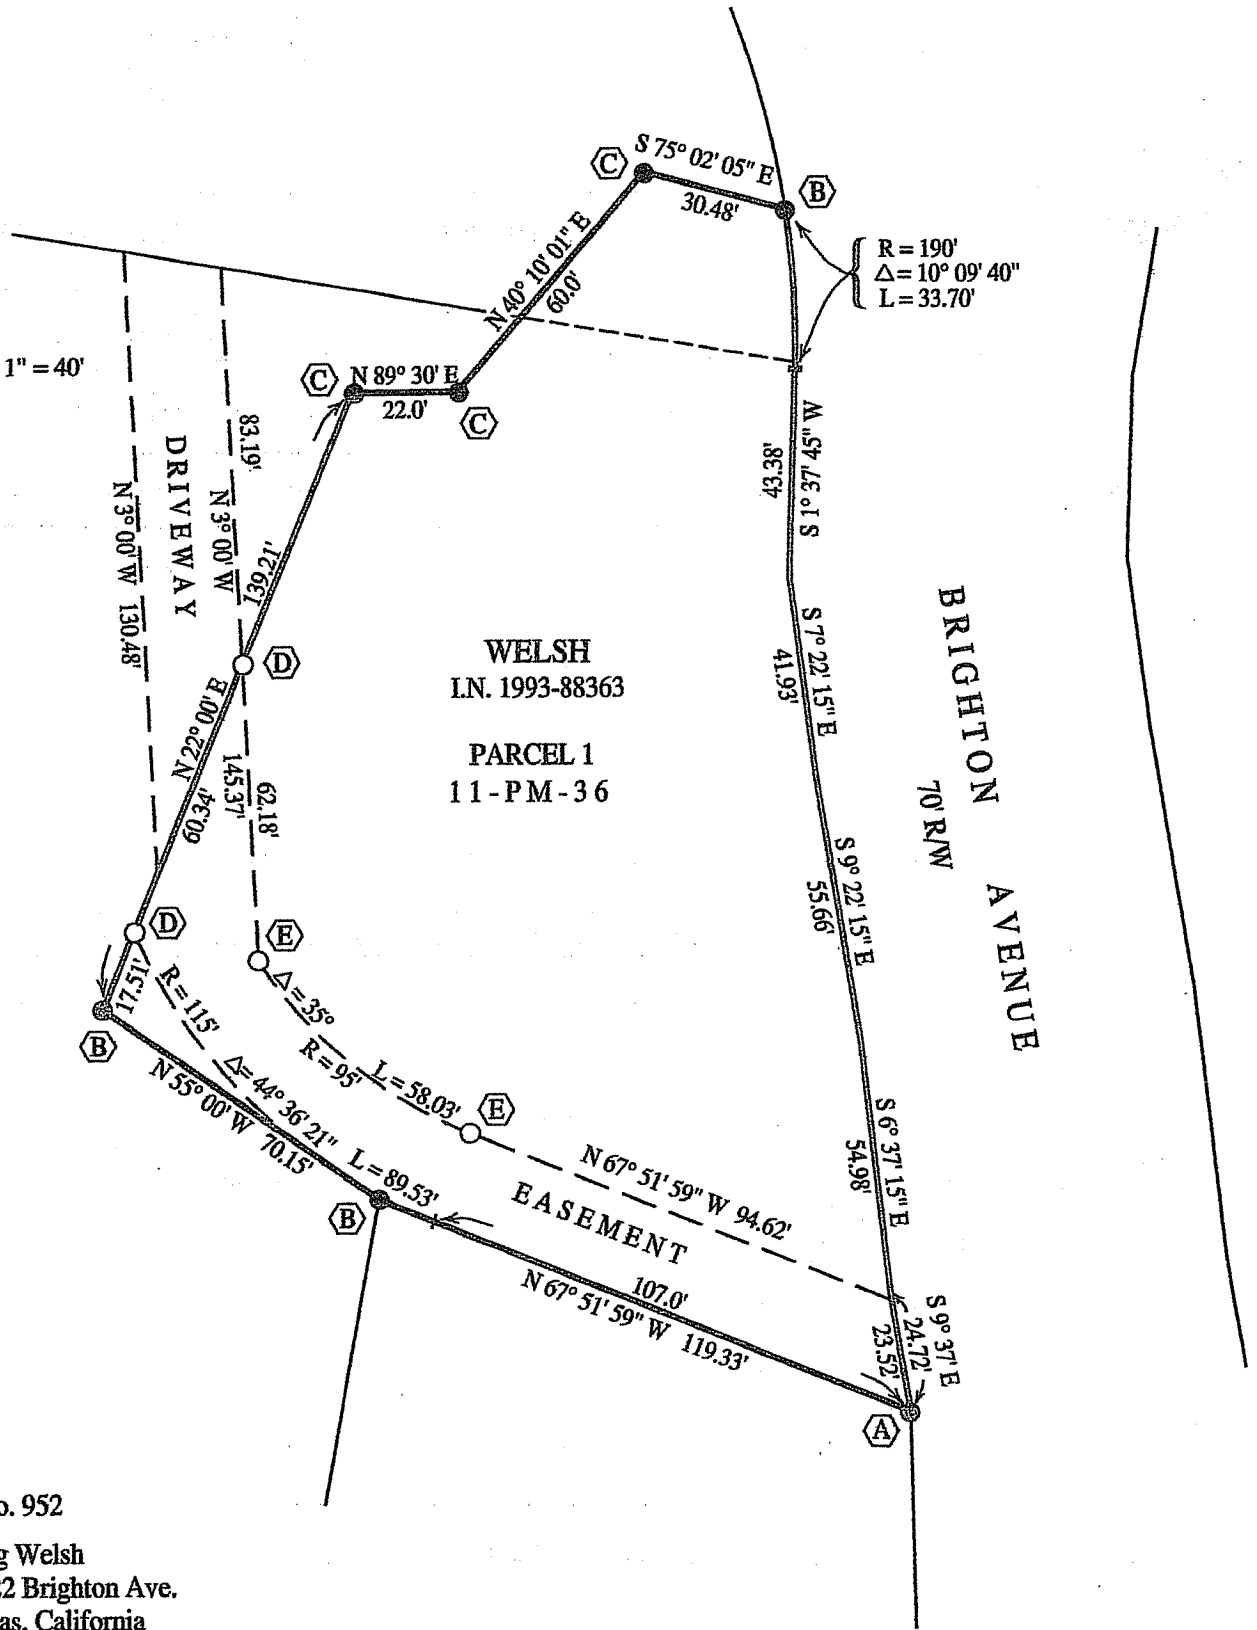 S 75° 02' 05" E
30.48'
C
B
R = 190'
Δ = 10° 09' 40"
L = 33.70'
N 40° 10' 01" E
60.0'
1" = 40'
C
N 89° 30' E
22.0'
C
S 1° 37' 45" W
43.38'
DRIVEWAY
83.19'
N 3° 00' W
N 3° 00' W 130.48'
139.21'
D
WELSH
I.N. 1993-88363
PARCEL 1
11-PM-36
S 7° 22' 15" E
41.93'
BRIGHTON AVENUE
70' R/W
N 22° 00' E
60.34'
145.37'
62.18'
S 9° 22' 15" E
55.66'
D
E
17.51'
B
R = 115'
Δ = 44° 36' 21"
L = 89.53'
Δ = 35°
R = 95'
L = 58.03'
E
N 55° 00' W 70.15'
B
N 67° 51' 59" W 94.62'
EASEMENT
107.0'
N 67° 51' 59" W 119.33'
S 6° 37' 15" E
54.98'
S 9° 37' E
24.72'
23.52'
A
o. 952
g Welsh
22 Brighton Ave.
as, California